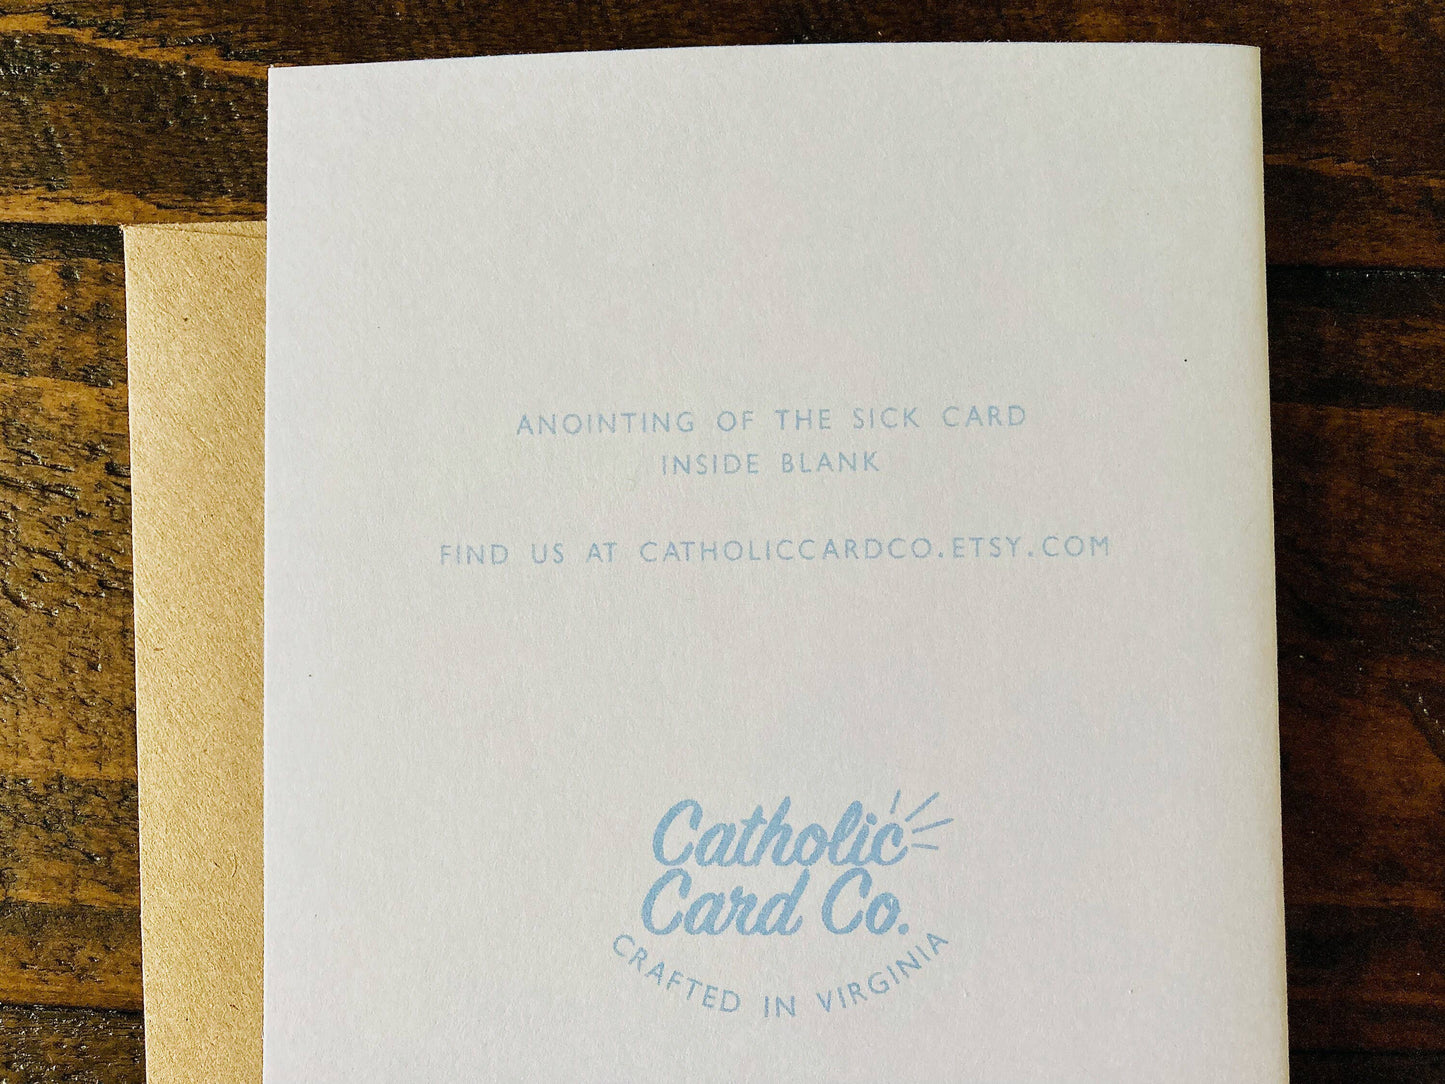 ANOINTING OF THE SICK CARD
INSIDE BLANK
FIND US AT CATHOLICCARDCO.ETSY.COM
Catholic
Card Co.
CRAFTED IN VIRGINIA